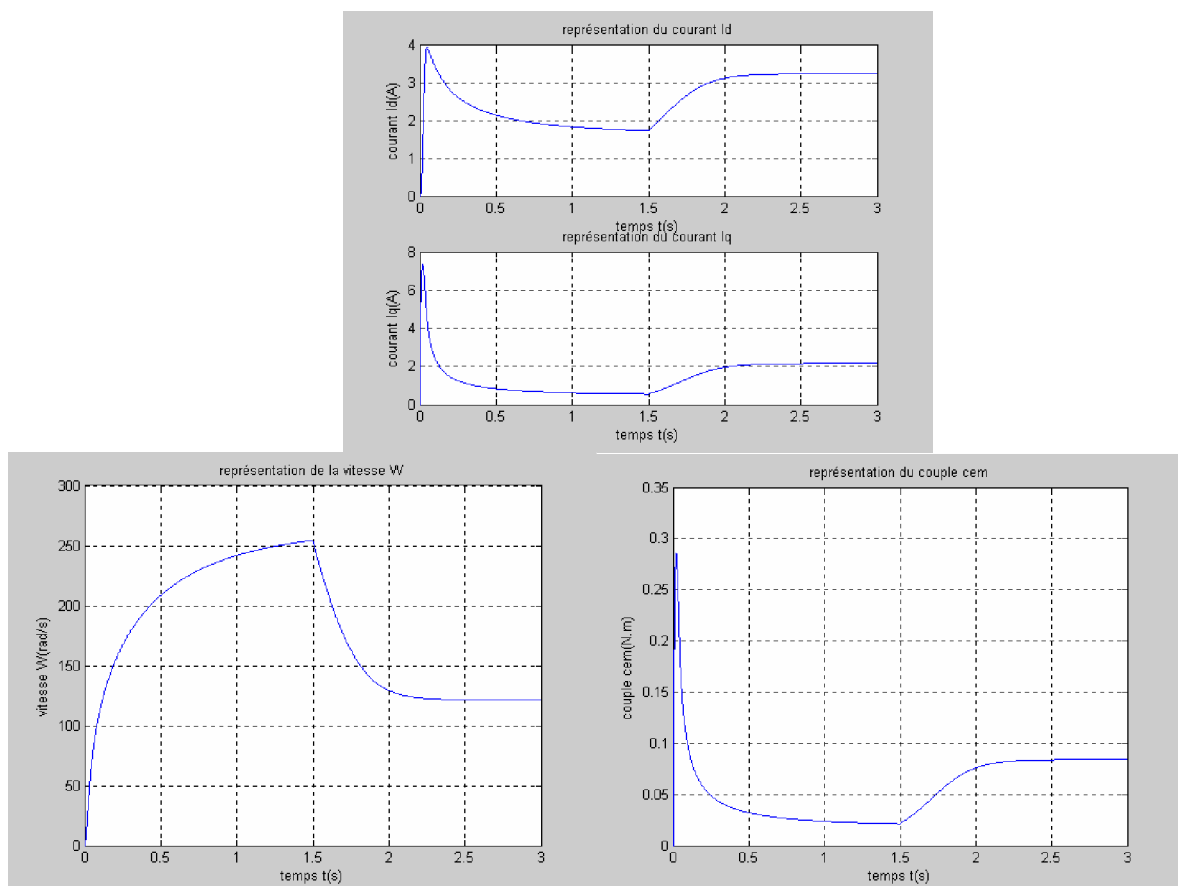 représentation du courant Id
4
3
2
1
0
courant Id(A)
0 0.5 1 1.5 2 2.5 3
temps t(s)
représentation du courant Iq
8
6
4
2
0
courant Iq(A)
0 0.5 1 1.5 2 2.5 3
temps t(s)
représentation de la vitesse W
300
250
200
150
100
50
0
vitesse W(rad/s)
0 0.5 1 1.5 2 2.5 3
temps t(s)
représentation du couple cem
0.35
0.3
0.25
0.2
0.15
0.1
0.05
0
couple cem(N.m)
0 0.5 1 1.5 2 2.5 3
temps t(s)